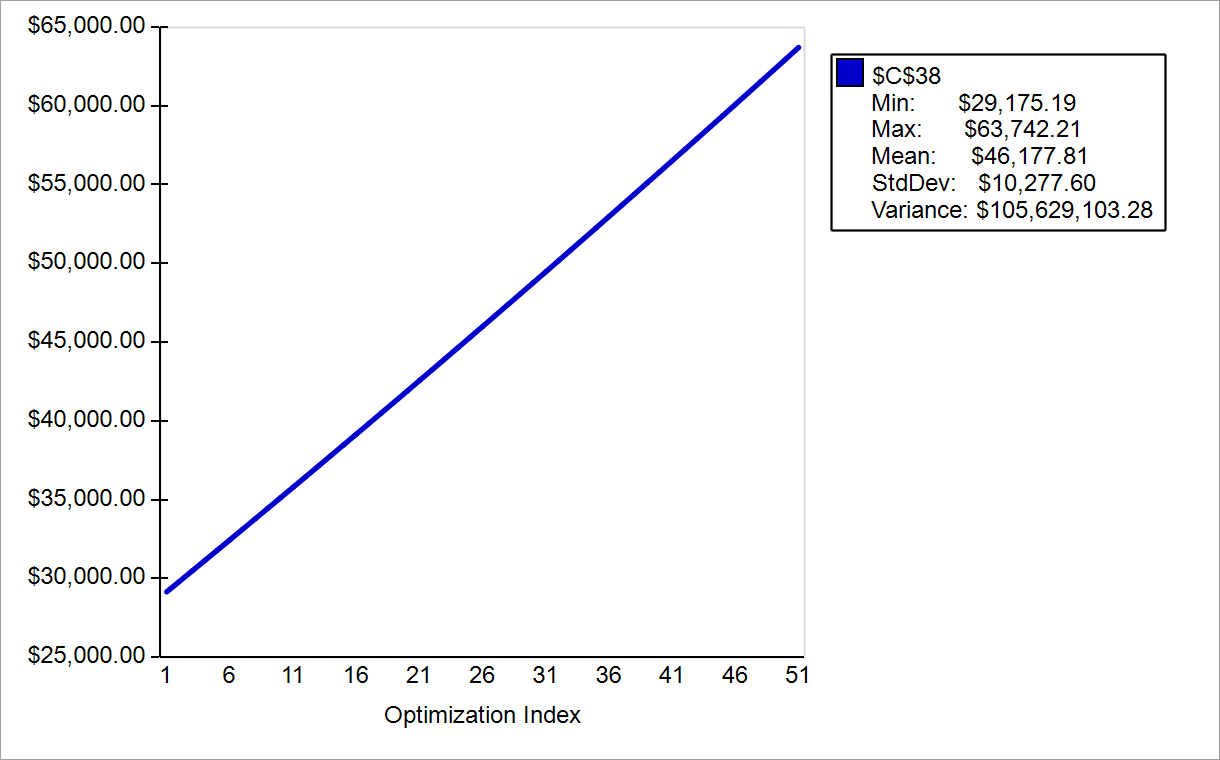 $65,000.00
$60,000.00
$55,000.00
$50,000.00
$45,000.00
$40,000.00
$35,000.00
$30,000.00
$25,000.00
1 6 11 16 21 26 31 36 41 46 51
Optimization Index
$C$38
Min: $29,175.19
Max: $63,742.21
Mean: $46,177.81
StdDev: $10,277.60
Variance: $105,629,103.28